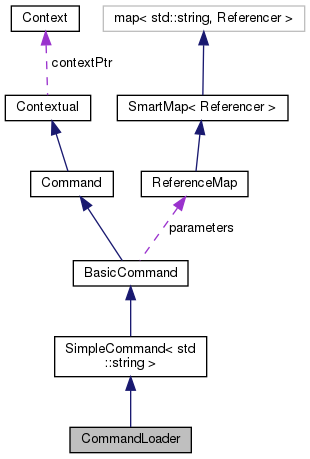 Context
map< std::string, Referencer >
contextPtr
Contextual
SmartMap< Referencer >
Command
ReferenceMap
parameters
BasicCommand
SimpleCommand< std
::string >
CommandLoader